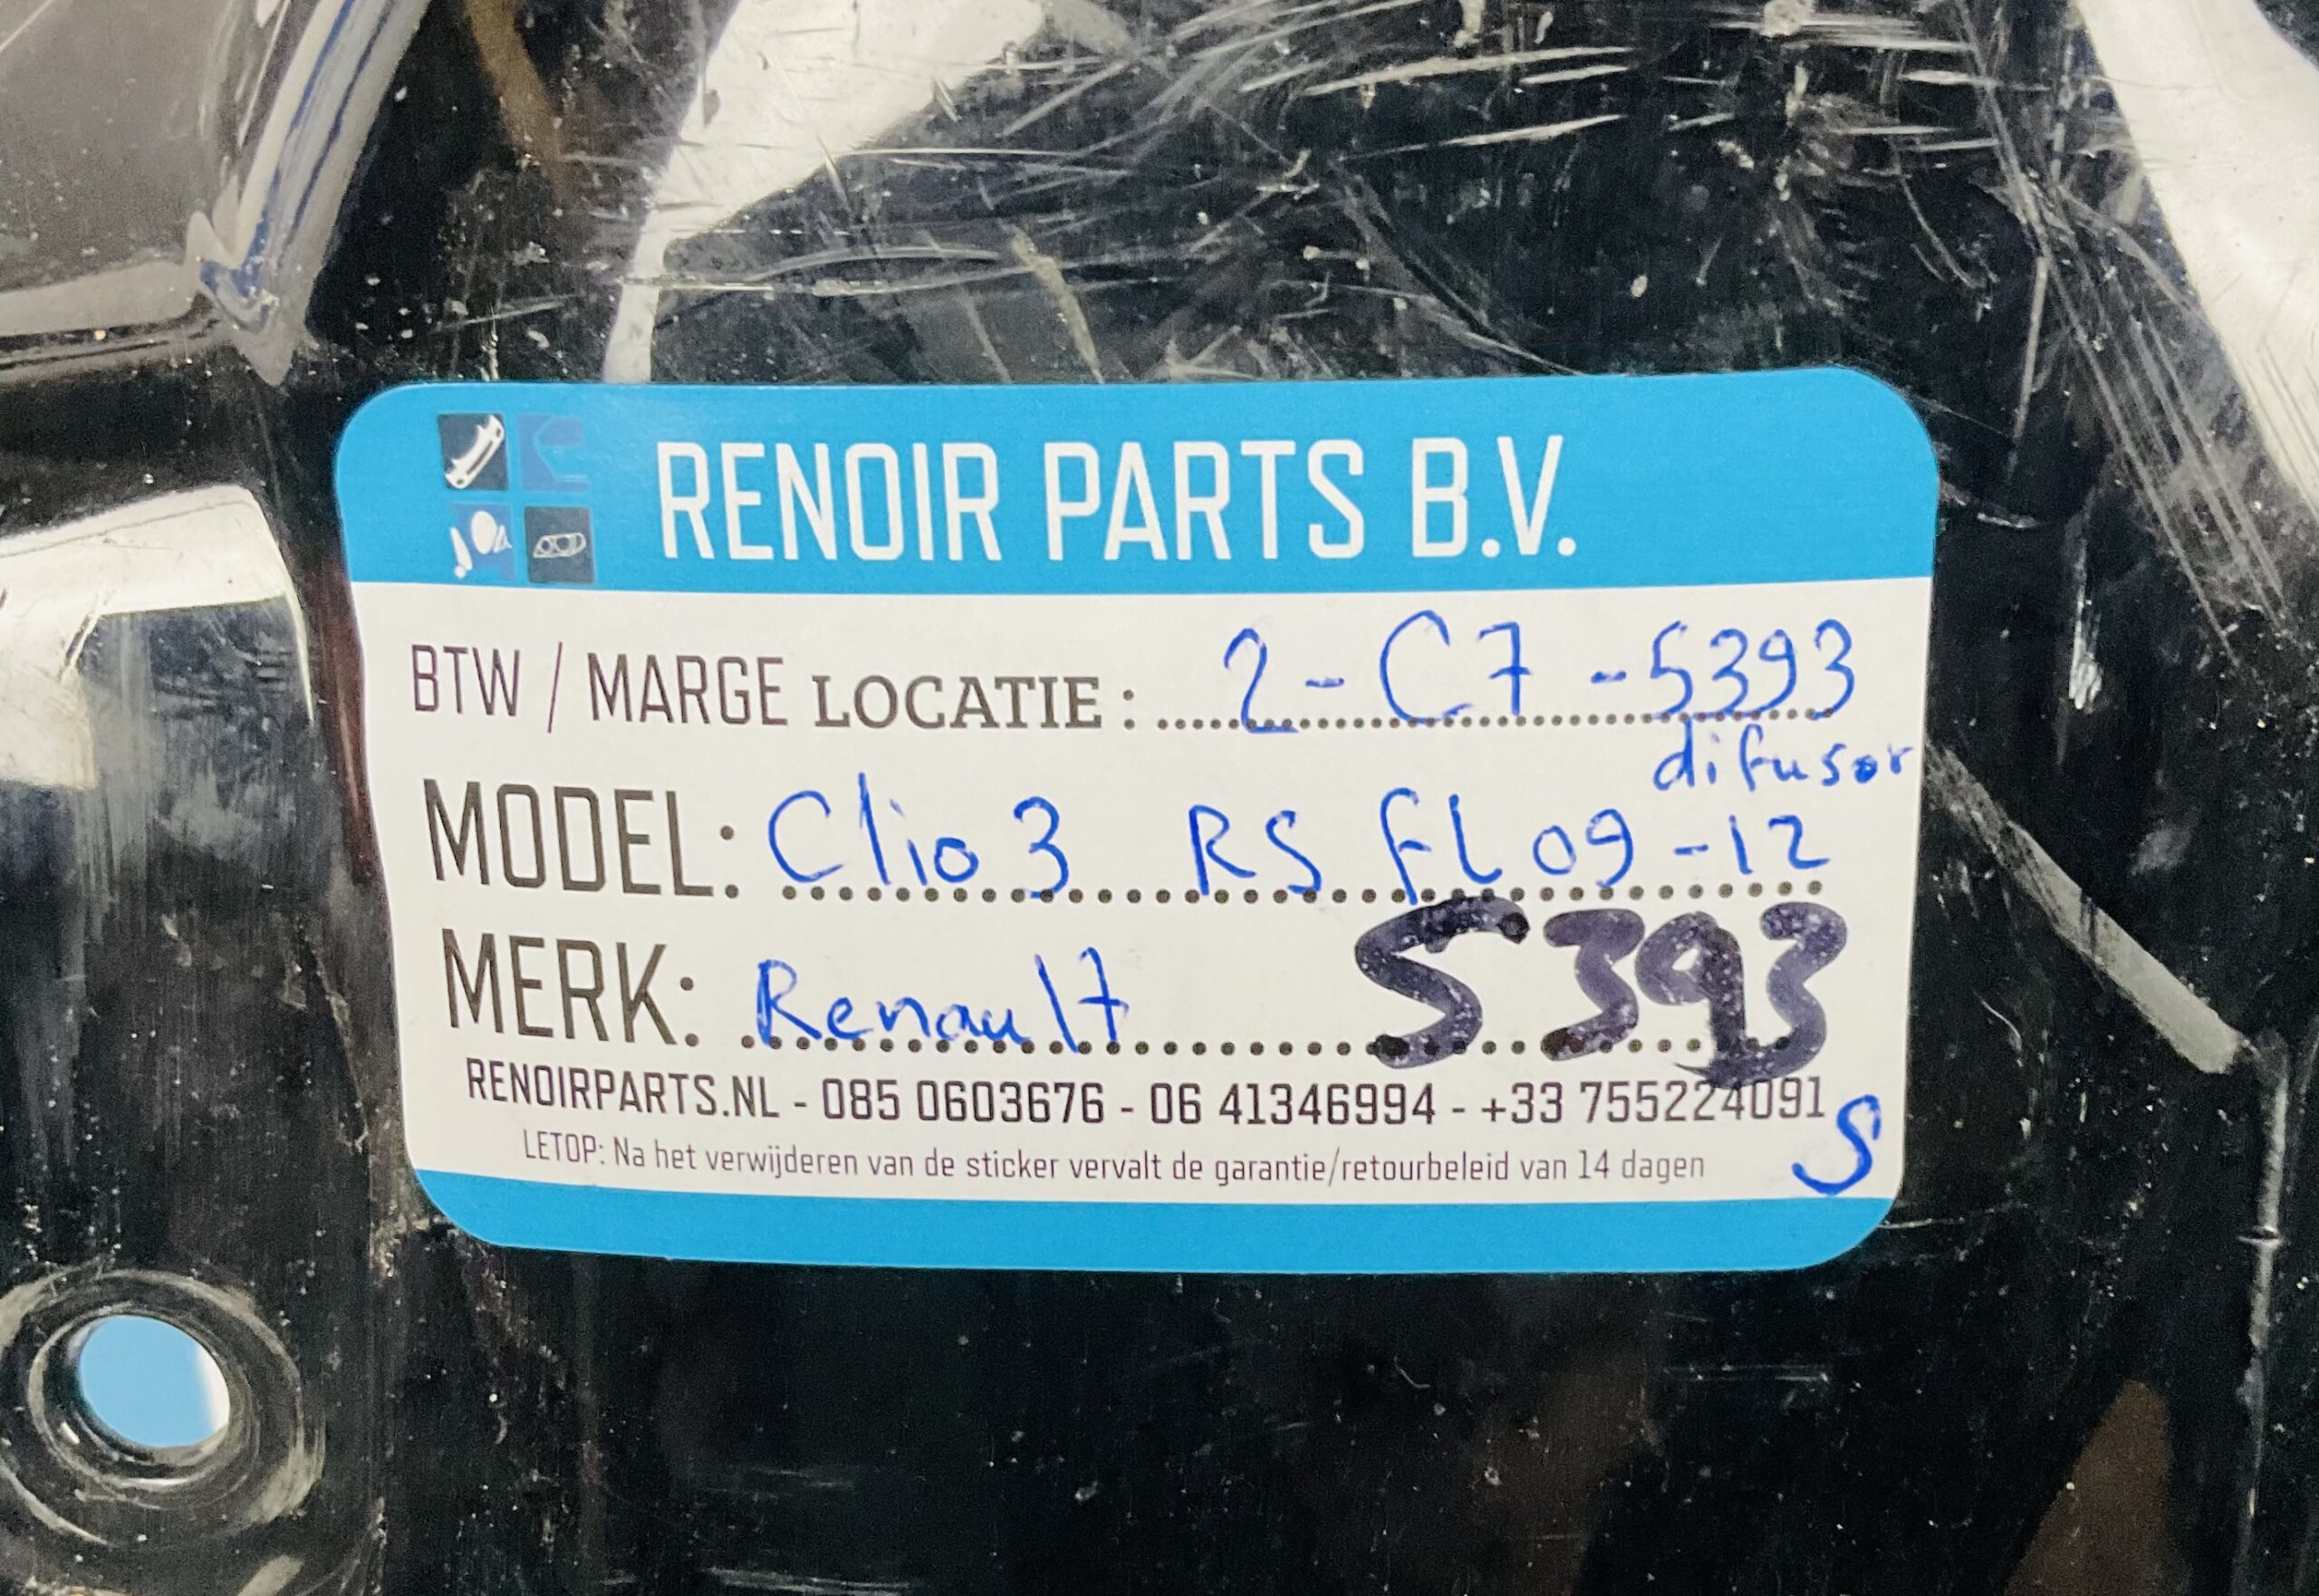 RENOIR PARTS B.V.
BTW / MARGE LOCATIE : 2-C7-5393
difusor
MODEL: Clio 3 RS FL 09-12
MERK: Renault 5393
RENOIRPARTS.NL - 085 0603676 - 06 41346994 - +33 755224091
S
LETOP: Na het verwijderen van de sticker vervalt de garantie/retourbeleid van 14 dagen